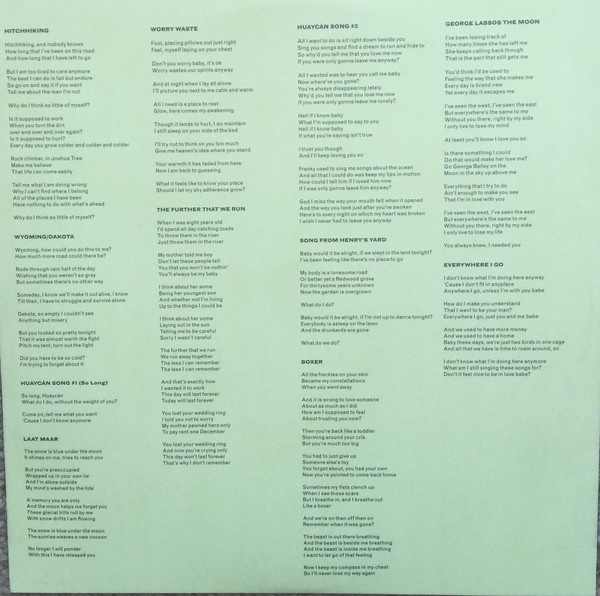 HITCHHIKING
Hitchhiking, and nobody knows
How long that I've been on this road
And how long that I have left to go
But I am too tired to care anymore
The best I can do is fail but endure
So go on and say it if you want
Tell me about the man I'm not
Why do I think so little of myself?
Is it supposed to work
When you turn the dirt
over and over and over again?
Is it supposed to hurt?
Every day you grow colder and colder and colder
Rock climber, in Joshua Tree
Make me believe
That life can come easily
Tell me what I am doing wrong
Why I can't find where I belong
All of the places I have been
Have nothing to do with what's ahead
Why do I think so little of myself?
WYOMING/DAKOTA
Wyoming, how could you do this to me?
How much more road could there be?
Rode through rain half of the day
Wishing that you weren't so gray
But sometimes there's no other way
Someday, I know we'll make it out alive, I know
Till then, I have to struggle and survive alone
Dakota, so empty I couldn't see
Anything but misery
But you looked so pretty tonight
That it was almost worth the fight
Pitch my tent, turn out the light
Did you have to be so cold?
I'm trying to forget about it
HUAYCÁN SONG #1 (So Long)
So long, Huaycán
What do I do, without the weight of you?
Come on, tell me what you want
'Cause I don't know anymore
LAAT MAAR
The snow is blue under the moon
It shines on me, tries to reach you
But you're preoccupied
Wrapped up in your own lie
And I'm alone outside
My mind's washed by the tide
A memory you are only
And the moon helps me forget you
These glacial hills roll by me
With snow drifts I am flowing
The snow is blue under the moon
The sunrise weaves a new cocoon
No longer I will ponder
With this I have released you
WORRY WASTE
Feel, placing pillows out just right
Feel, myself laying on your chest
Don't you worry baby, it's ok
Worry wastes our spirits anyway
And at night when I lay all alone
I'll picture you next to me calm and warm
All I need is a place to rest
Glow, here comes my awakening
Though it tends to hurt, I do maintain
I still sleep on your side of the bed
I'll try not to think on you too much
Give me heaven's idea where you stand
Your warmth it has faded from here
Now I am back to guessing
What it feels like to know your place
Should I let my shy adherence grow?
THE FURTHER THAT WE RUN
When I was eight years old
I'd spend all day catching toads
To throw them in the river
Just throw them in the river
My mother told me boy
Don't let these people tell
You that you won't be nothin'
You'll always be my baby
I think about her some
Being her youngest son
And whether not I'm living
Up to the things I could be
I think about her some
Laying out in the sun
Telling me to be careful
Sorry I wasn't careful
The further that we run
We run away together
The less I can remember
The less I can remember
And that's exactly how
I wanted it to work
This day will last forever
Today will last forever
You lost your wedding ring
I told you not to worry
My mother pawned hers only
To pay rent one December
You lost your wedding ring
And now you're crying only
This day won't last forever
That's why I don't remember
HUAYCÁN SONG #2
All I want to do is sit right down beside you
Sing you songs and find a dream to run and hide to
So why'd you tell me that you love me now
If you were only gonna leave me anyway?
All I wanted was to hear you call me baby
Now where've you gone?
You're always disappearing lately
Why'd you tell me that you love me now
If you were only gonna leave me lonely?
Hell if I know baby
What I'm supposed to say to you
Hell if I know baby
If what you're saying isn't true
I trust you though
And I'll keep loving you so
Franky used to sing me songs about the ocean
And all that I could do was keep my lips in motion
How could I tell him if I loved him now
If I was only gonna leave him anyway?
God I miss the way your mouth fell when it opened
And the way you look just after you've awoken
Here's to every night on which my heart was broken
I wish I never had to leave you anyway
SONG FROM HENRY'S YARD
Baby would it be alright, if we slept in the tent tonight?
I've been feeling like there's no place to go
My body is a lonesome road
Or better yet a Redwood grove
For thirtysome years unknown
Now the garden is overgrown
What do I do?
Baby would it be alright, if I'm not up to dance tonight?
Everybody is asleep on the lawn
And the drunkards are gone
What do we do?
BOXER
All the freckles on your skin
Became my constellations
When you went away
And it is wrong to love someone
About as much as I did
How am I supposed to feel
About trusting you now?
Then you're back like a toddler
Storming around your crib
But you're much too big
You had to just give up
Someone else's toy
You forgot about, you had your own
Now you're pointed to come back home
Sometimes my fists clench up
When I see those scars
But I breathe in, and I breathe out
Like a boxer
And we're on then off then on
Remember when it was gone?
The beast is out there breathing
And the beast is beside me breathing
And the beast is inside me breathing
I want to let go of that feeling
Now I keep my compass in my chest
So I'll never lose my way again
GEORGE LASSOS THE MOON
I've been losing track of
How many times she has left me
She keeps calling back though
That is the part that still gets me
You'd think I'd be used to
Feeling the way that she makes me
Every day is brand new
Yet every day it escapes me
I've seen the west, I've seen the east
But everywhere's the same to me
Without you there, right by my side
I only live to lose my mind
At least you'll know I love you so
Is there something I could
Do that would make her love me?
Go George Bailey on the
Moon in the sky up above me
Everything that I try to do
Ain't enough to make you see
That I'm in love with you
I've seen the west, I've seen the east
But everywhere's the same to me
Without you there, right by my side
I only live to lose my life
You always knew, I needed you
EVERYWHERE I GO
I don't know what I'm doing here anyway
'Cause I don't fit in anyplace
Anywhere I go, unless I'm with you babe
How do I make you understand
That I want to be your man?
Everywhere I go, just you and me babe
And we used to have more money
And we used to have a home
Baby these days, we're just two birds in one cage
And all that we have is time to roam around, so
I don't know what I'm doing here anymore
What am I still singing these songs for?
Don't it feel nice to be in love babe?